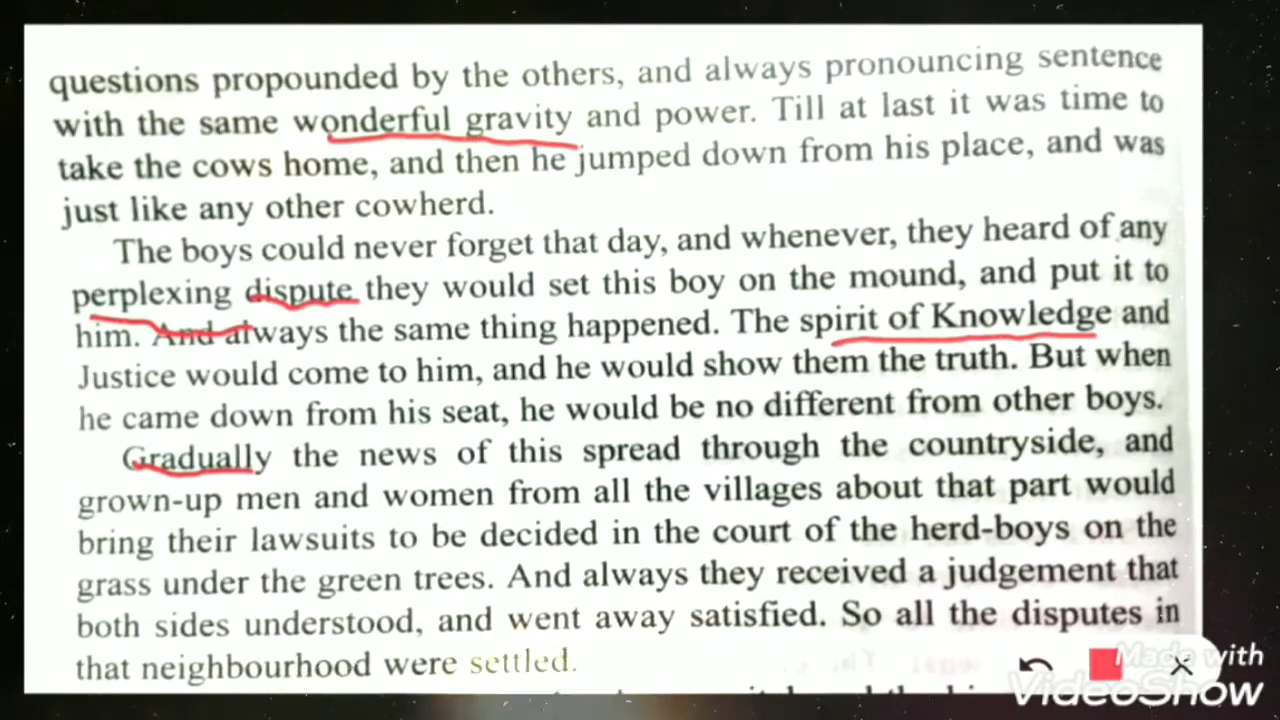 questions propounded by the others, and always pronouncing sentence
with the same wonderful gravity and power. Till at last it was time to
take the cows home, and then he jumped down from his place, and was
just like any other cowherd.
The boys could never forget that day, and whenever, they heard of any
perplexing dispute they would set this boy on the mound, and put it to
him. And always the same thing happened. The spirit of Knowledge and
Justice would come to him, and he would show them the truth. But when
he came down from his seat, he would be no different from other boys.
Gradually the news of this spread through the countryside, and
grown-up men and women from all the villages about that part would
bring their lawsuits to be decided in the court of the herd-boys on the
grass under the green trees. And always they received a judgement that
both sides understood, and went away satisfied. So all the disputes in
that neighbourhood were settled.
Made with
VideoShow